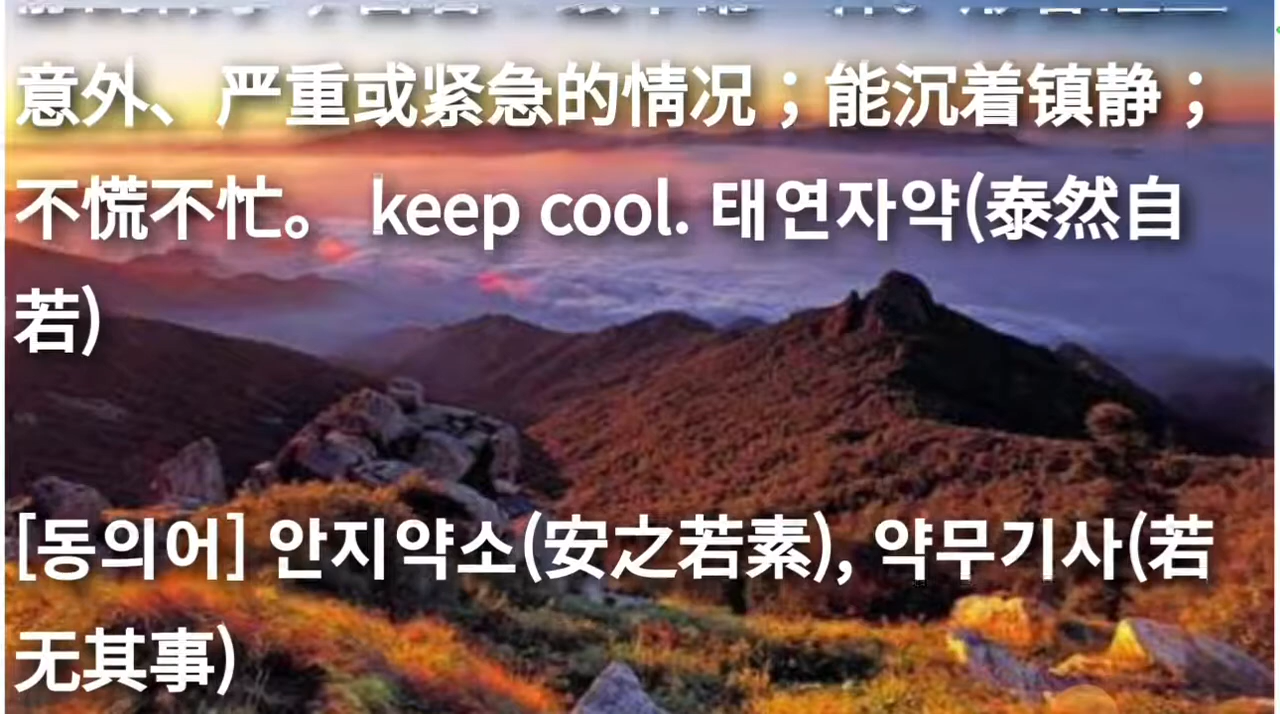 意外、严重或紧急的情况；能沉着镇静；
不慌不忙。 keep cool. 태연자약(泰然自
若)
[동의어] 안지약소(安之若素), 약무기사(若
无其事)